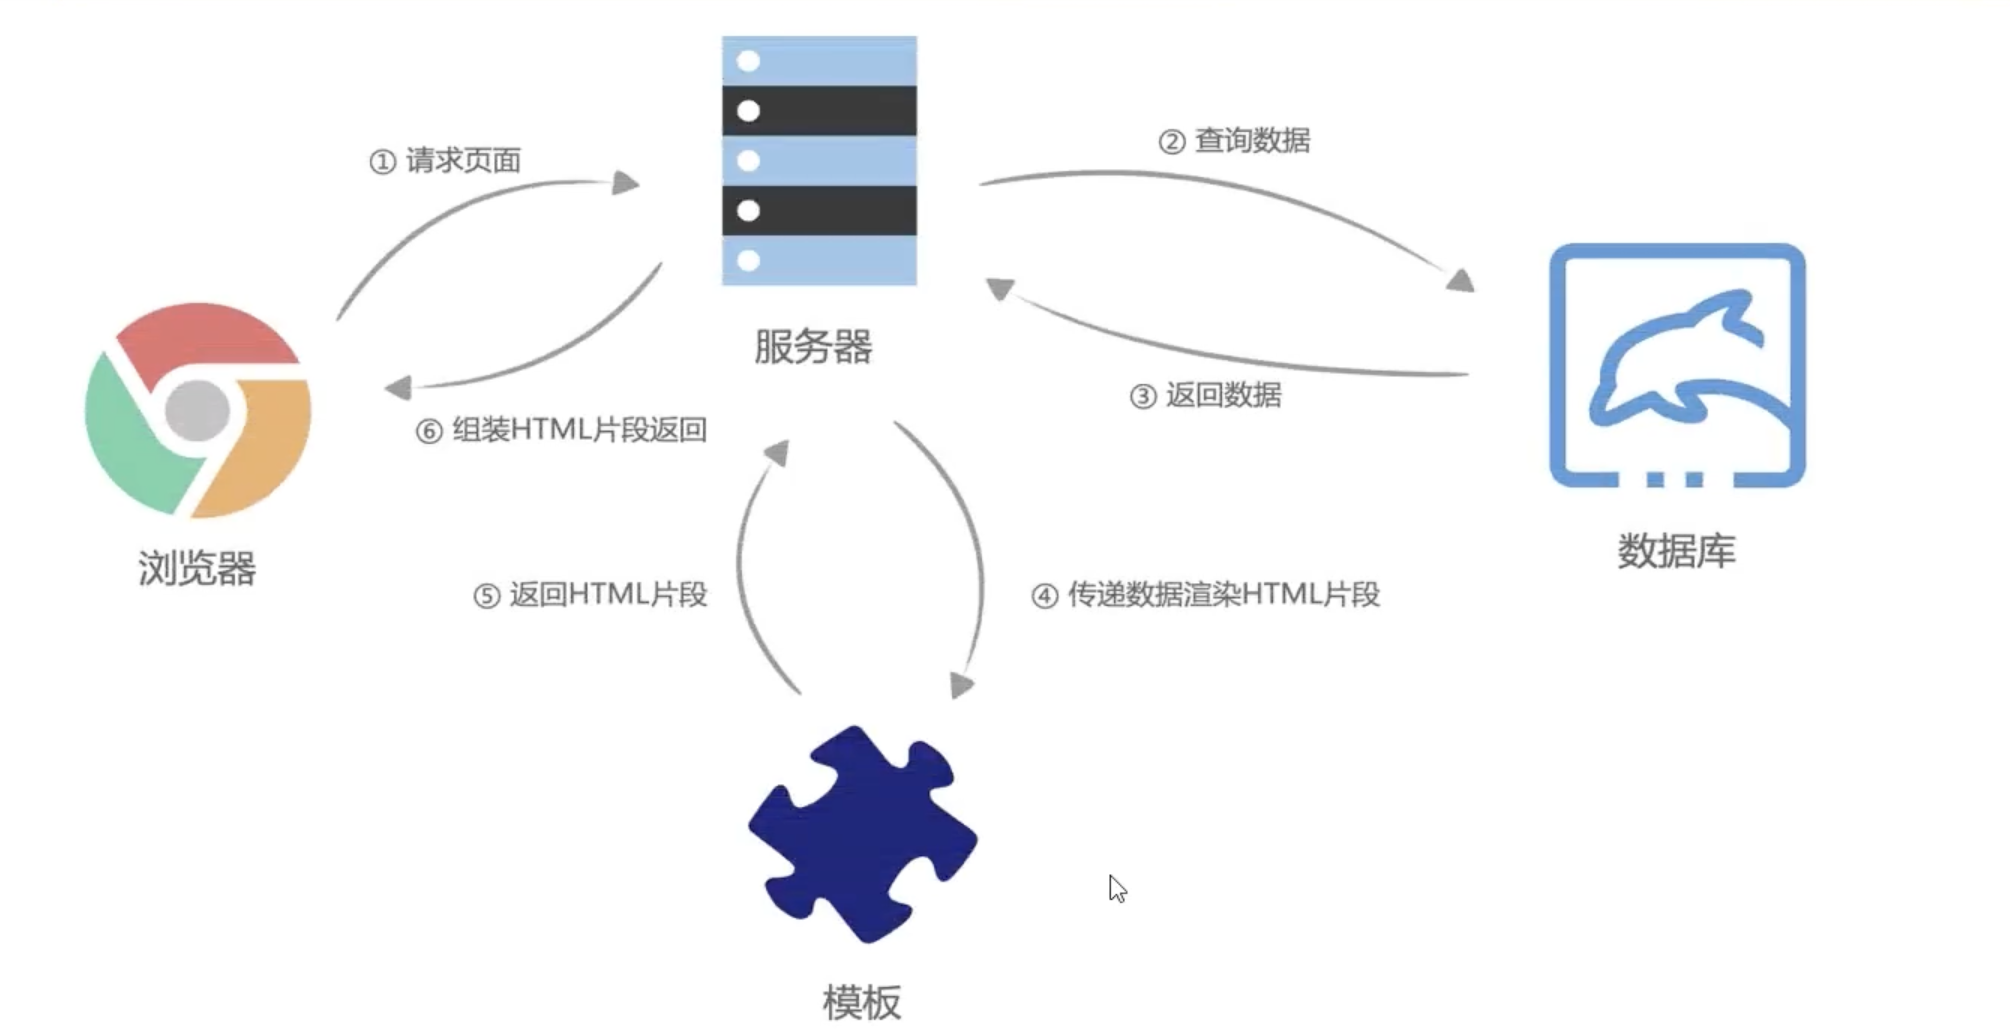 ① 请求页面
② 查询数据
服务器
③ 返回数据
⑥ 组装HTML片段返回
浏览器
数据库
⑤ 返回HTML片段
④ 传递数据渲染HTML片段
模板